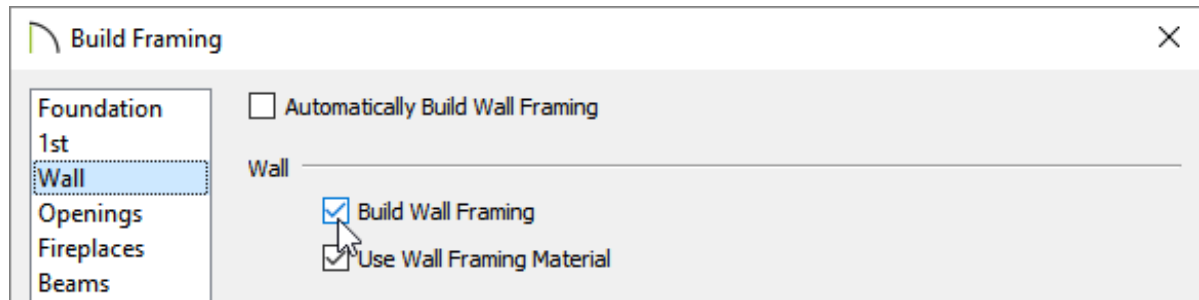 Build Framing
Foundation
1st
Wall
Openings
Fireplaces
Beams
Automatically Build Wall Framing
Wall
Build Wall Framing
Use Wall Framing Material